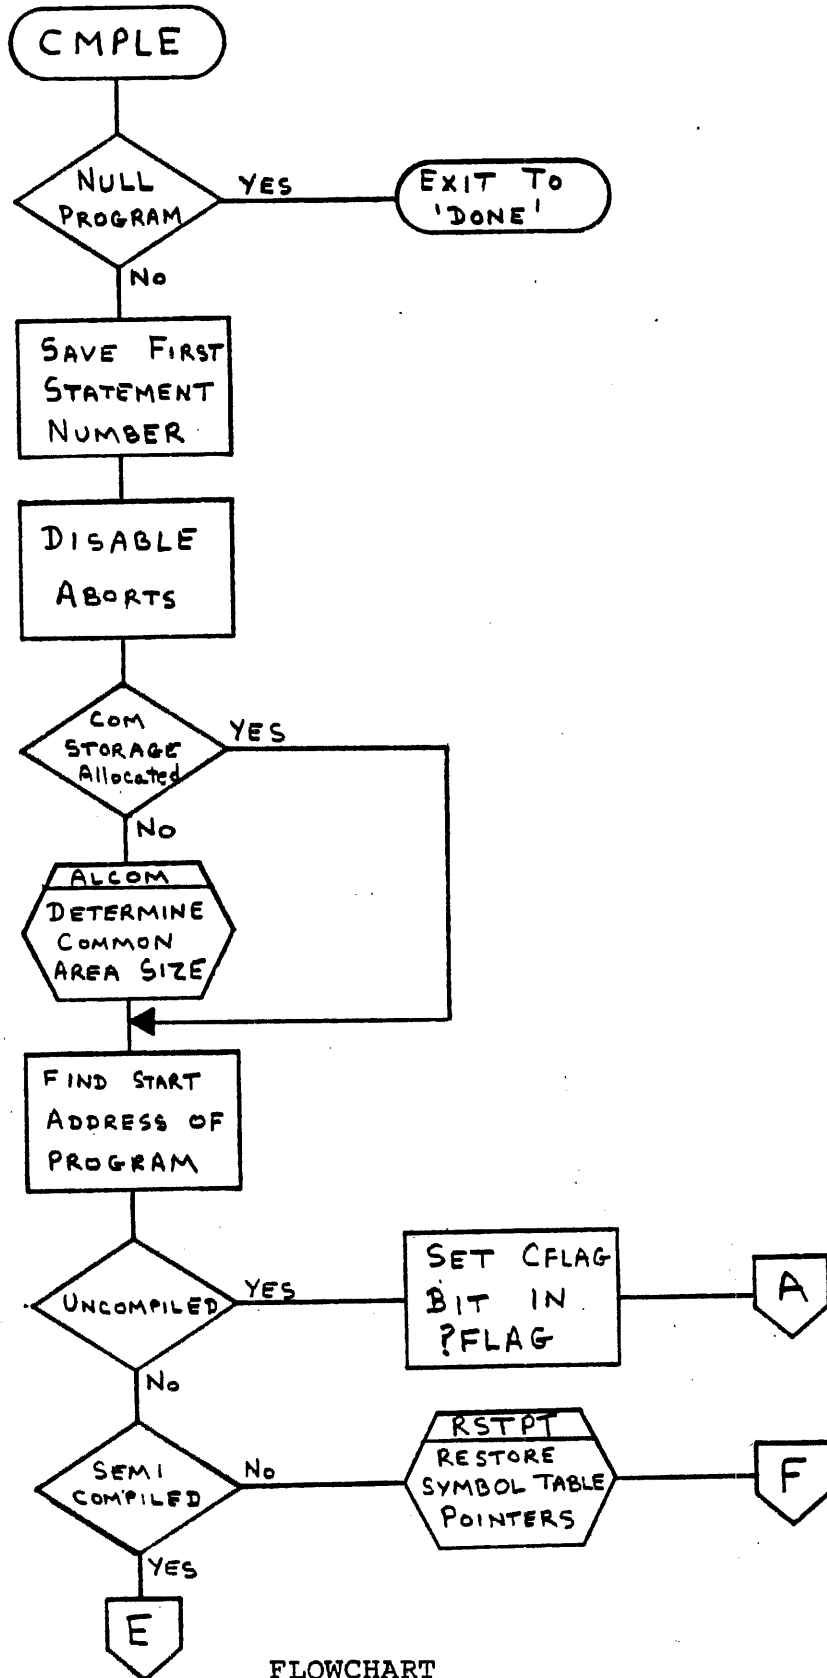 CMPLE
NULL
PROGRAM
YES
EXIT TO
'DONE'
No
SAVE FIRST
STATEMENT
NUMBER
DISABLE
ABORTS
COM
STORAGE
Allocated
YES
No
ALCOM
DETERMINE
COMMON
AREA SIZE
FIND START
ADDRESS OF
PROGRAM
UNCOMPILED
YES
SET CFLAG
BIT IN
?FLAG
A
No
SEMI
COMPILED
No
RSTPT
RESTORE
SYMBOL TABLE
POINTERS
F
YES
E
FLOWCHART